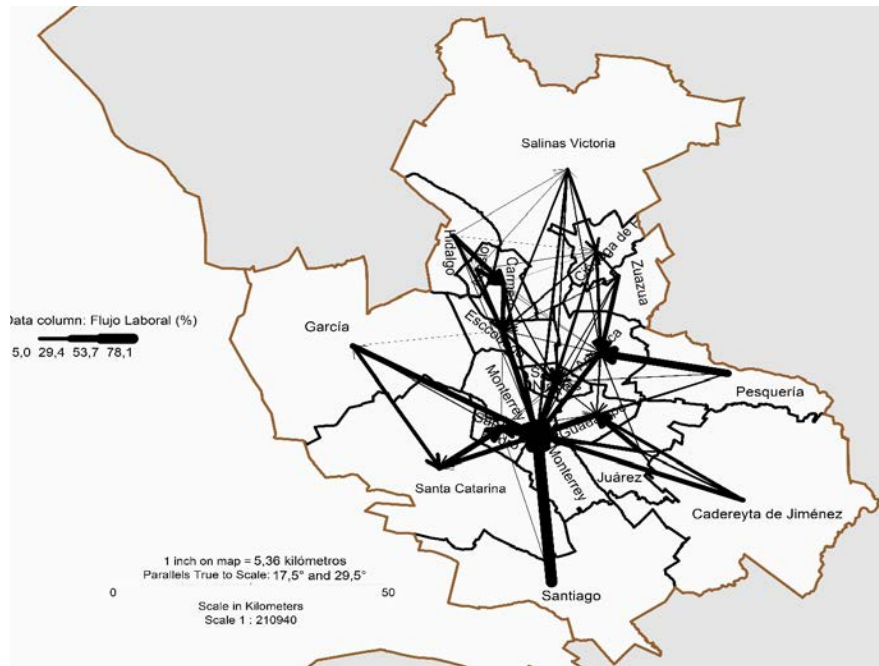 Salinas Victoria
Hidalgo
Zuazua
Data column: Flujo Laboral (%)
5,0 29,4 53,7 78,1
García
Pesquería
Monterrey
Guadalupe
Monterrey
Juárez
Santa Catarina
Cadereyta de Jiménez
1 inch on map = 5,36 kilómetros
Parallels True to Scale: 17,5° and 29,5°
0 50
Santiago
Scale in Kilometers
Scale 1 : 210940